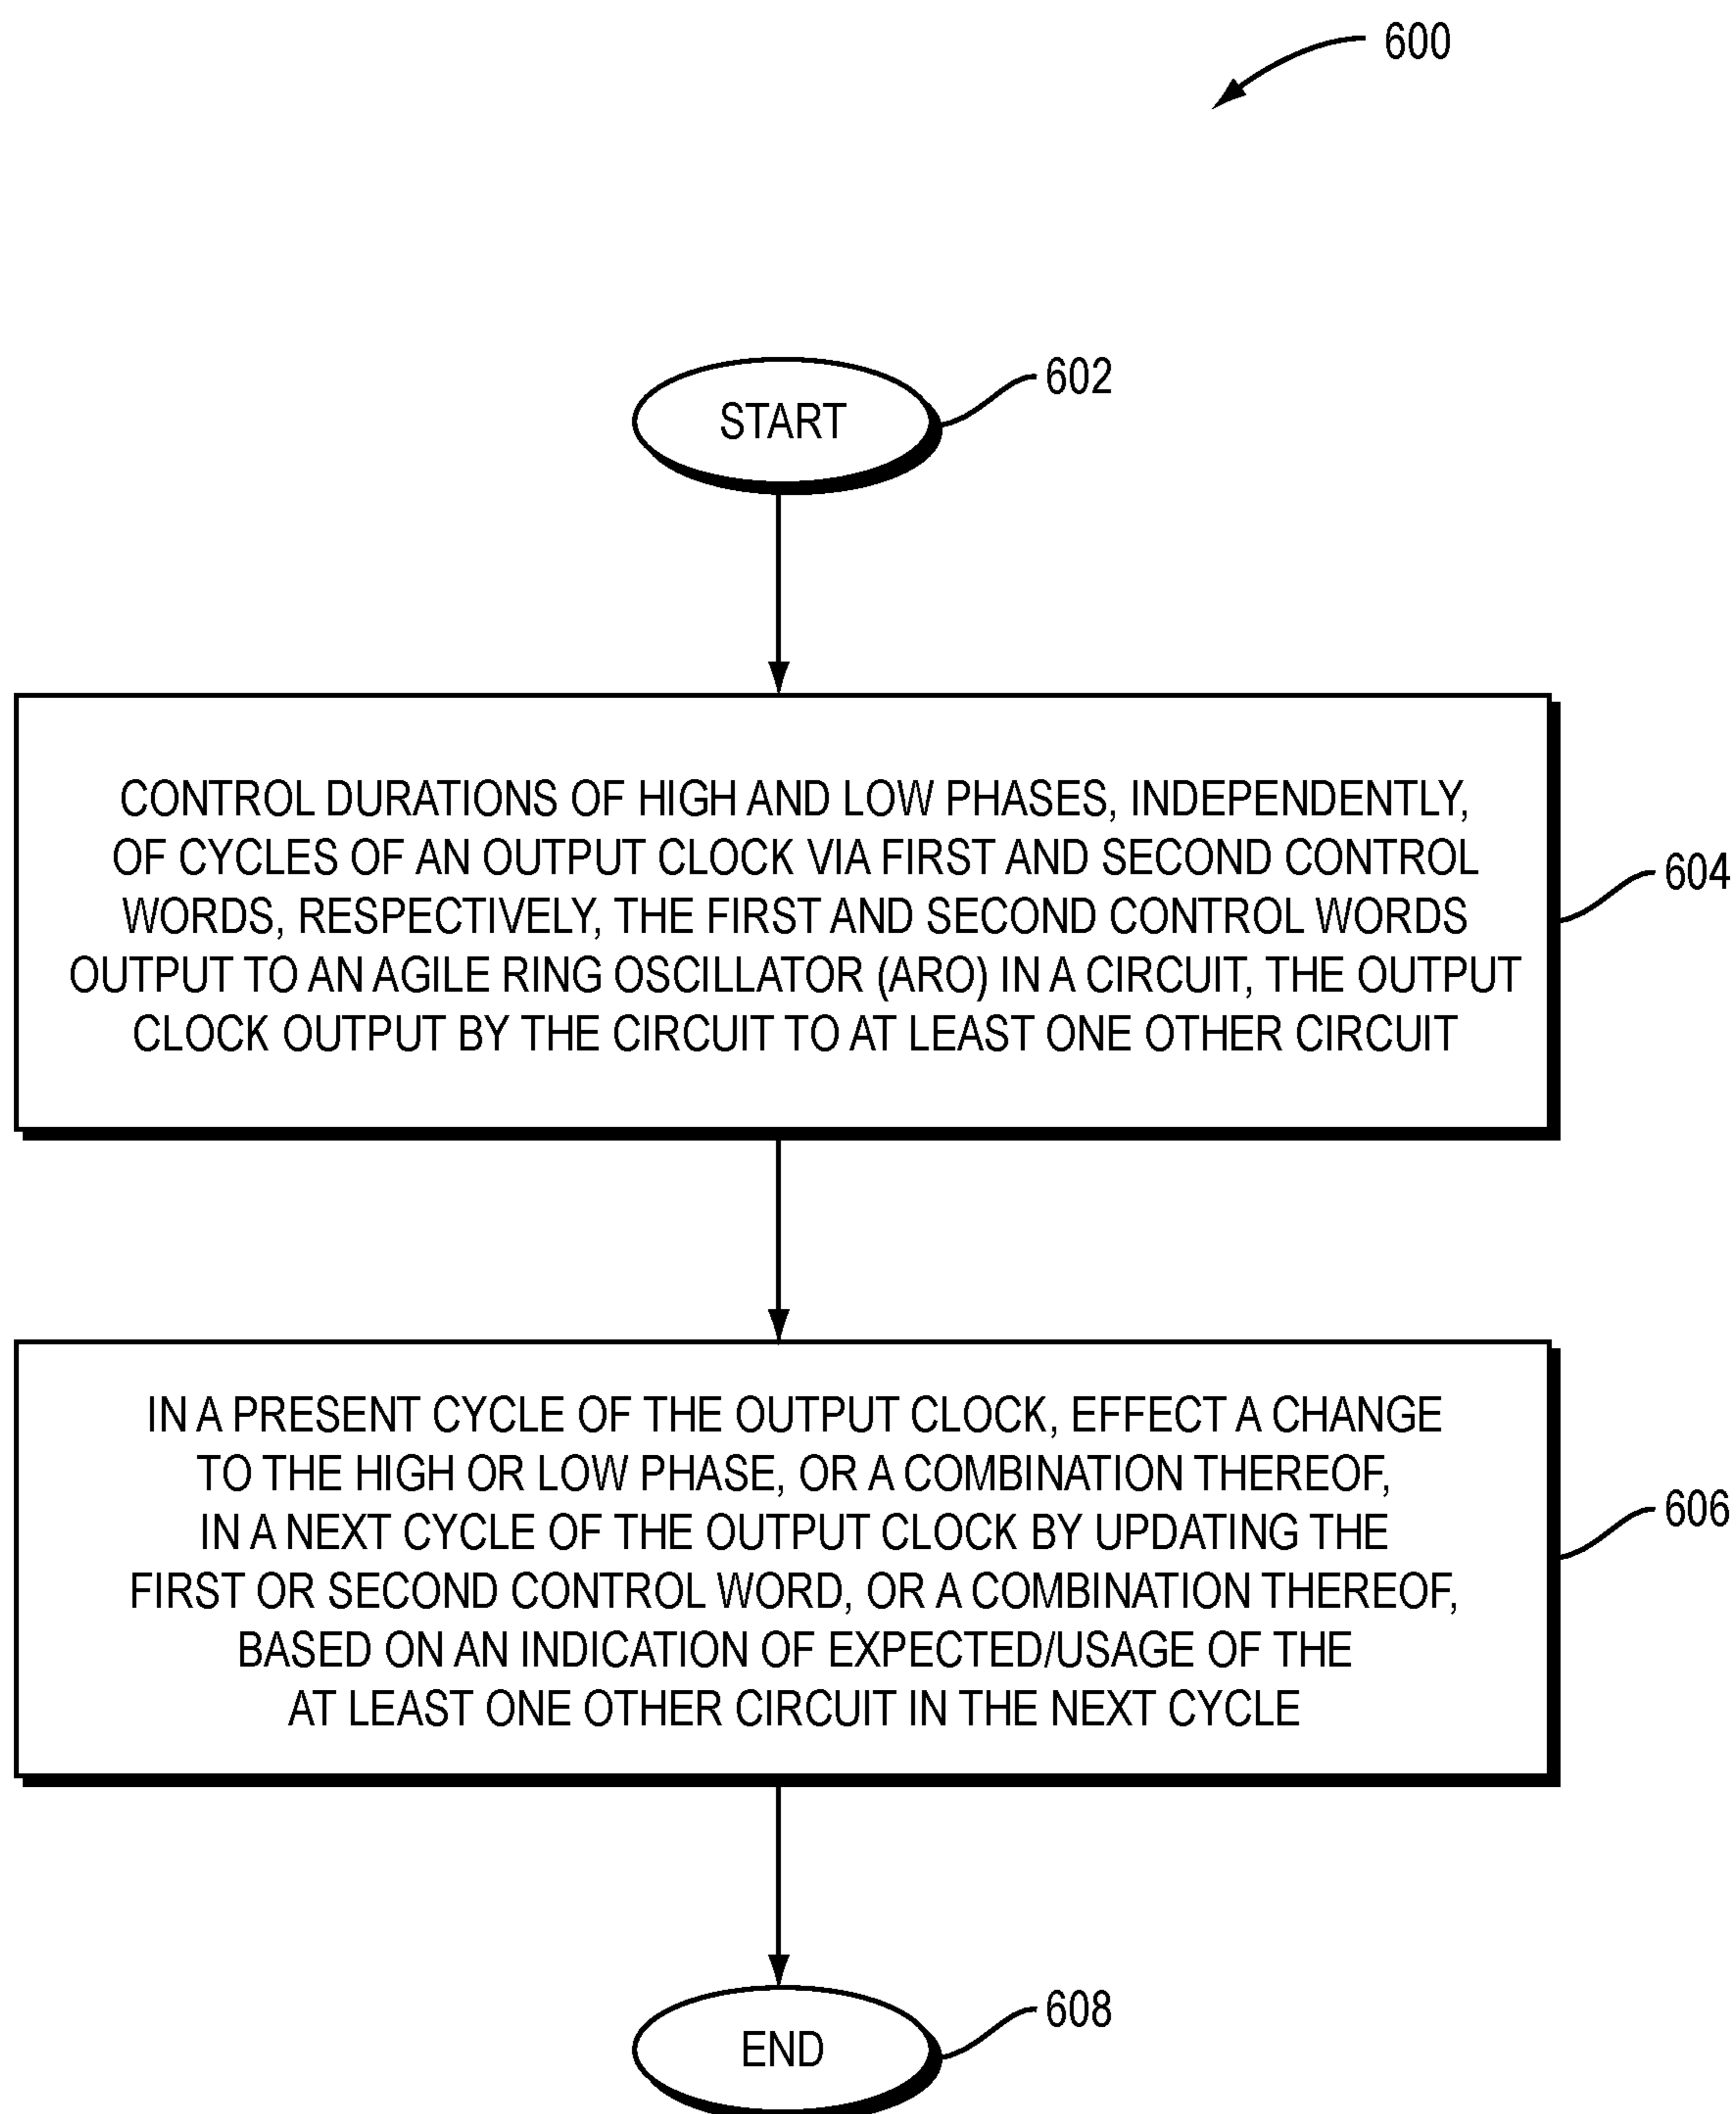 600
START
602
CONTROL DURATIONS OF HIGH AND LOW PHASES, INDEPENDENTLY,
OF CYCLES OF AN OUTPUT CLOCK VIA FIRST AND SECOND CONTROL
WORDS, RESPECTIVELY, THE FIRST AND SECOND CONTROL WORDS
OUTPUT TO AN AGILE RING OSCILLATOR (ARO) IN A CIRCUIT, THE OUTPUT
CLOCK OUTPUT BY THE CIRCUIT TO AT LEAST ONE OTHER CIRCUIT
604
IN A PRESENT CYCLE OF THE OUTPUT CLOCK, EFFECT A CHANGE
TO THE HIGH OR LOW PHASE, OR A COMBINATION THEREOF,
IN A NEXT CYCLE OF THE OUTPUT CLOCK BY UPDATING THE
FIRST OR SECOND CONTROL WORD, OR A COMBINATION THEREOF,
BASED ON AN INDICATION OF EXPECTED/USAGE OF THE
AT LEAST ONE OTHER CIRCUIT IN THE NEXT CYCLE
606
END
608